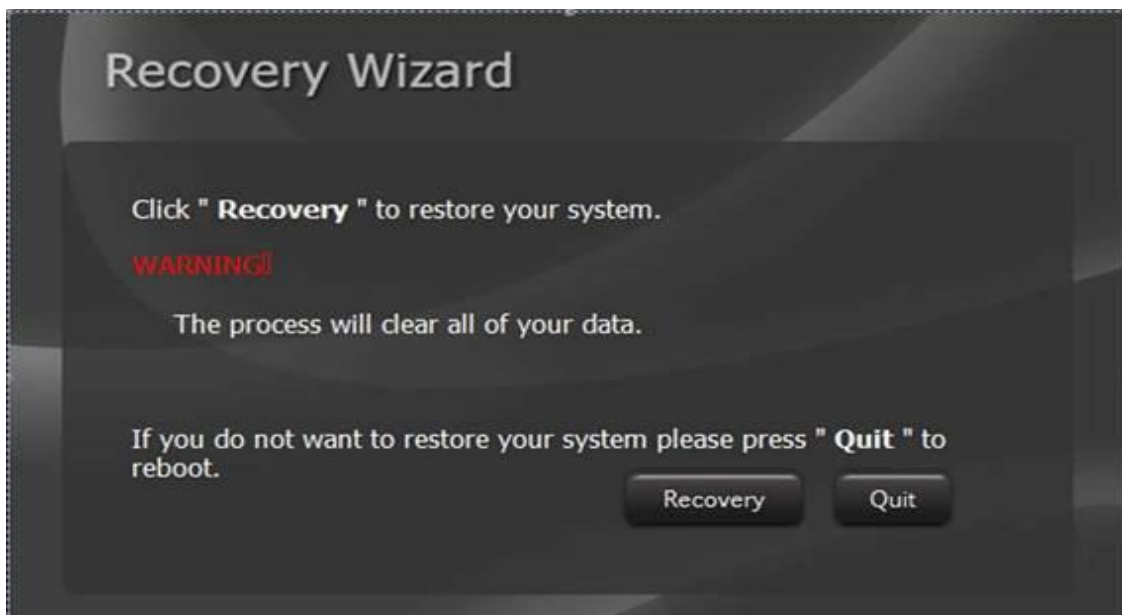 Recovery Wizard
Click " Recovery " to restore your system.
WARNING
The process will clear all of your data.
If you do not want to restore your system please press " Quit " to
reboot.
Recovery
Quit